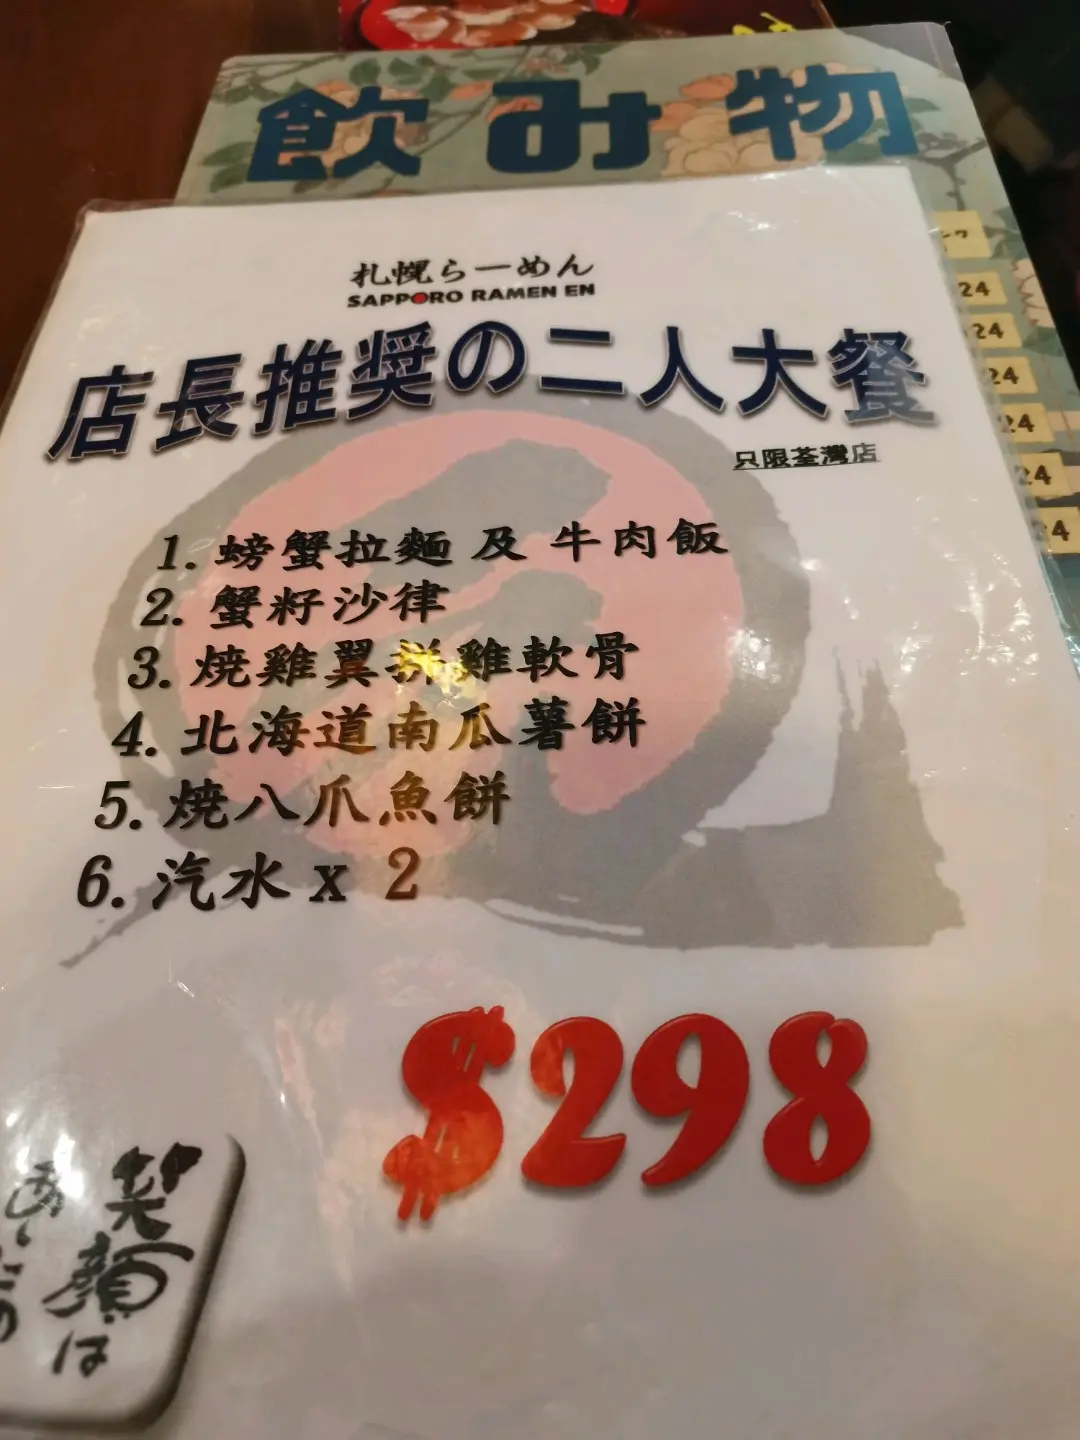 飲み物
札幌らーめん
SAPPORO RAMEN EN
店長推奨の二人大餐
只限荃灣店
1. 螃蟹拉麵 及 牛肉飯
2. 蟹籽沙律
3. 焼雞翼拼雞軟骨
4. 北海道南瓜薯餅
5. 焼八爪魚餅
6. 汽水 x 2
$298
24
24
24
24
24
24
笑顔は